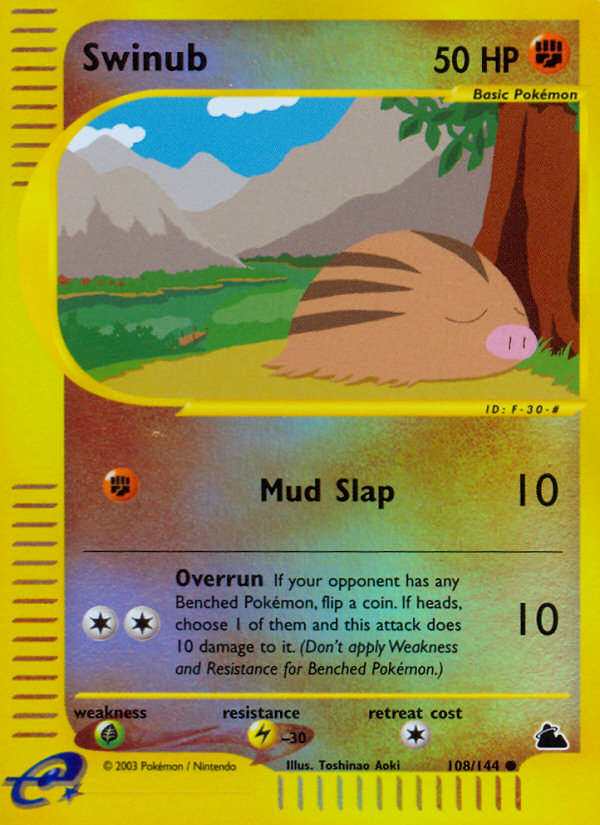 Swinub
50 HP
Basic Pokémon
ID: F-30-#
Mud Slap 10
Overrun If your opponent has any
Benched Pokémon, flip a coin. If heads,
choose 1 of them and this attack does
10 damage to it. (Don't apply Weakness
and Resistance for Benched Pokémon.)
10
weakness resistance retreat cost
–30
© 2003 Pokémon / Nintendo Illus. Toshinao Aoki 108/144